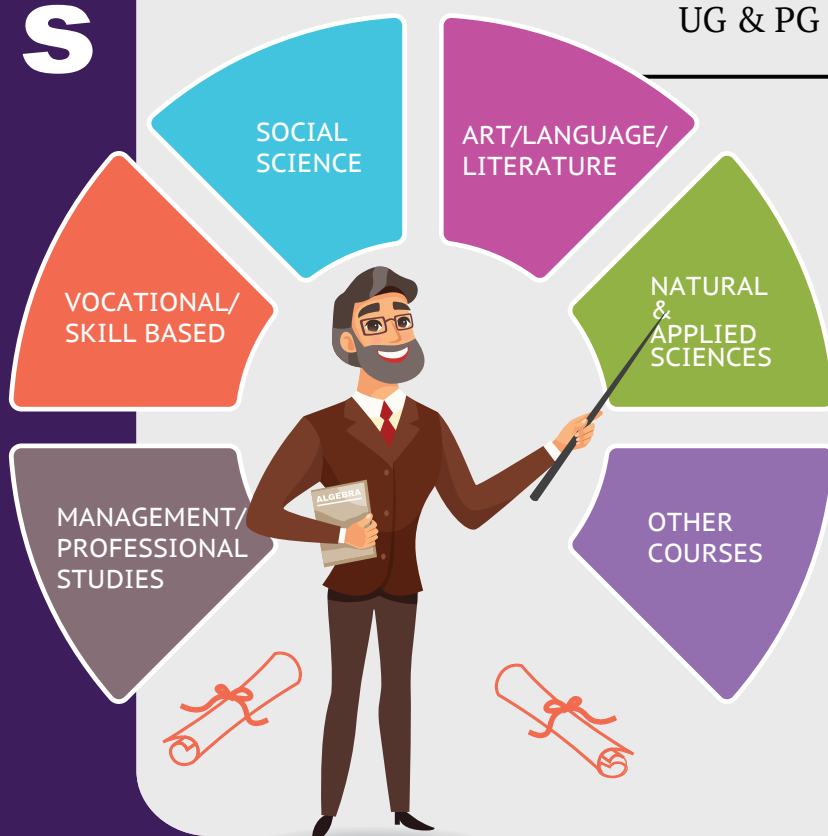 s
UG & PG
SOCIAL
SCIENCE
ART/LANGUAGE/
LITERATURE
VOCATIONAL/
SKILL BASED
NATURAL
&
APPLIED
SCIENCES
ALGEBRA
MANAGEMENT/
PROFESSIONAL
STUDIES
OTHER
COURSES